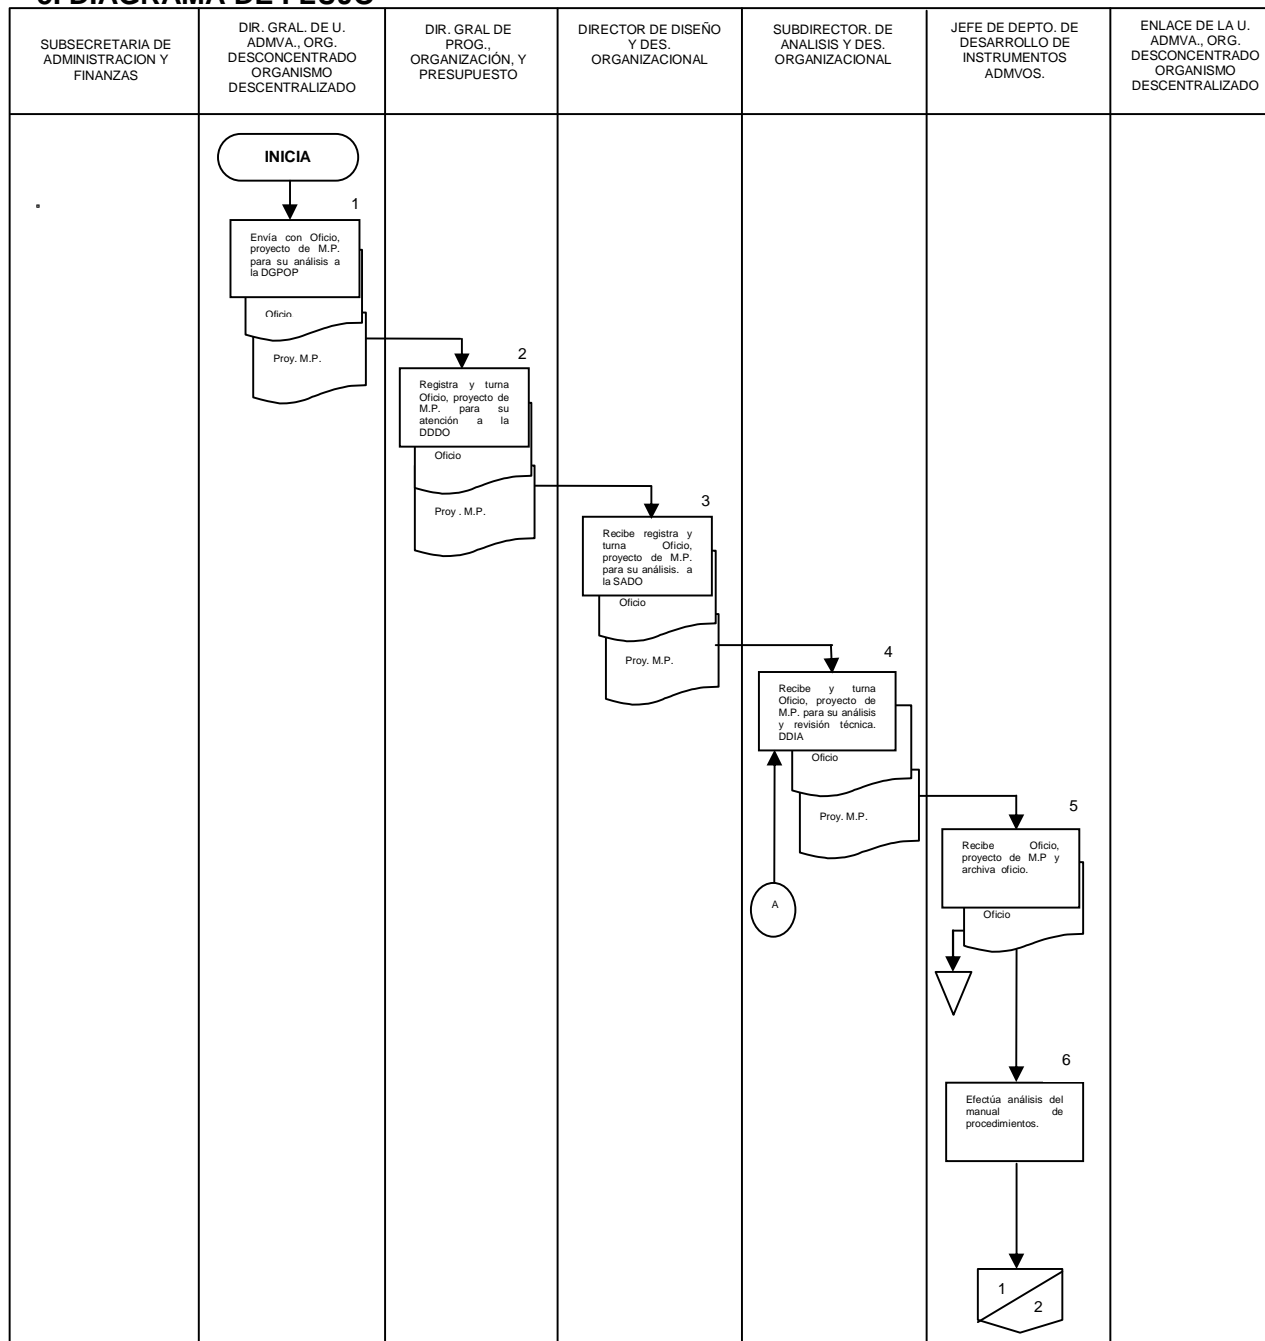 5. DIAGRAMA DE FLUJO
SUBSECRETARIA DE
ADMINISTRACION Y
FINANZAS
DIR. GRAL. DE U.
ADMVA., ORG.
DESCONCENTRADO
ORGANISMO
DESCENTRALIZADO
DIR. GRAL DE
PROG.,
ORGANIZACIÓN, Y
PRESUPUESTO
DIRECTOR DE DISEÑO
Y DES.
ORGANIZACIONAL
SUBDIRECTOR. DE
ANALISIS Y DES.
ORGANIZACIONAL
JEFE DE DEPTO. DE
DESARROLLO DE
INSTRUMENTOS
ADMVOS.
ENLACE DE LA U.
ADMVA., ORG.
DESCONCENTRADO
ORGANISMO
DESCENTRALIZADO
INICIA
1
Envía con Oficio,
proyecto de M.P.
para su análisis a
la DGPOP
Oficio
Proy. M.P.
2
Registra y turna
Oficio, proyecto de
M.P. para su
atención a la
DDDO
Oficio
Proy . M.P.
3
Recibe registra y
turna Oficio,
proyecto de M.P.
para su análisis. a
la SADO
Oficio
Proy. M.P.
4
Recibe y turna
Oficio, proyecto de
M.P. para su análisis
y revisión técnica.
DDIA
Oficio
Proy. M.P.
A
5
Recibe Oficio,
proyecto de M.P y
archiva oficio.
Oficio
6
Efectúa análisis del
manual de
procedimientos.
1
2